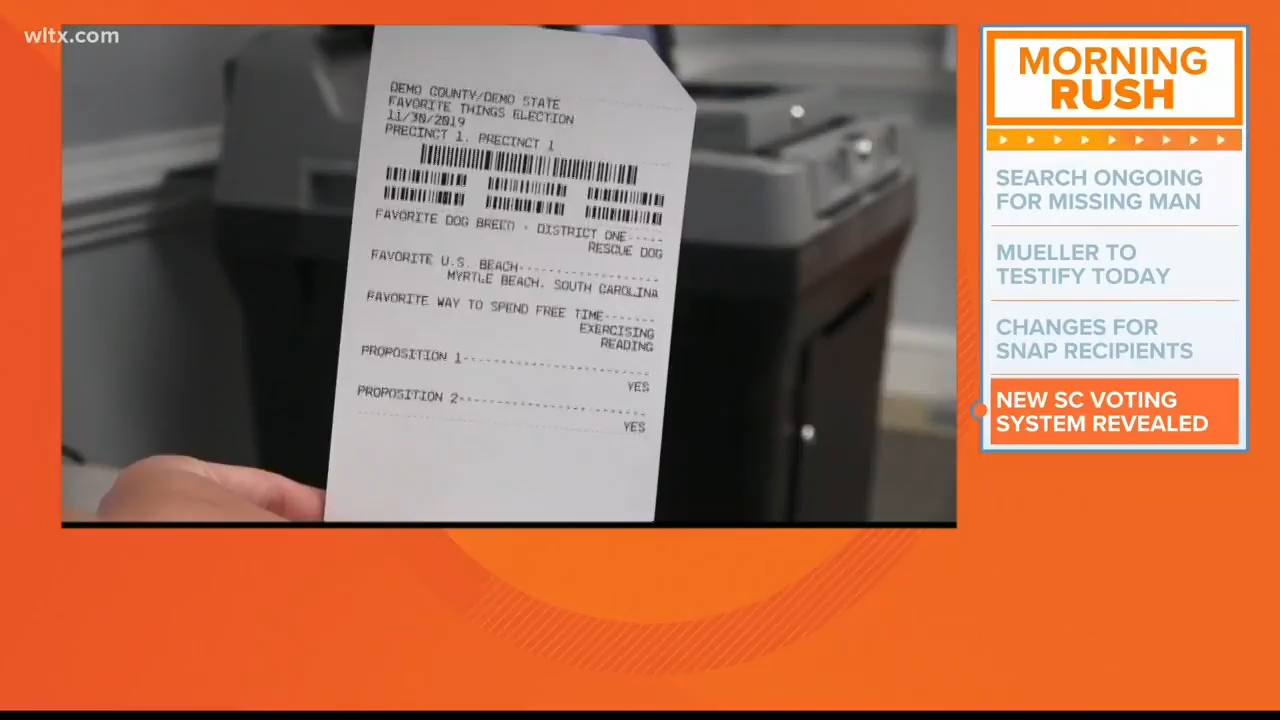 wltx.com
DEMO COUNTY/DEMO STATE
FAVORITE THINGS ELECTION
11/30/2019
PRECINCT 1. PRECINCT 1
FAVORITE DOG BREED - DISTRICT ONE-----
RESCUE DOG
FAVORITE U.S. BEACH--------------------
MYRTLE BEACH, SOUTH CAROLINA
FAVORITE WAY TO SPEND FREE TIME-------
EXERCISING
READING
PROPOSITION 1---------------------------
YES
PROPOSITION 2---------------------------
YES
MORNING
RUSH
SEARCH ONGOING
FOR MISSING MAN
MUELLER TO
TESTIFY TODAY
CHANGES FOR
SNAP RECIPIENTS
NEW SC VOTING
SYSTEM REVEALED